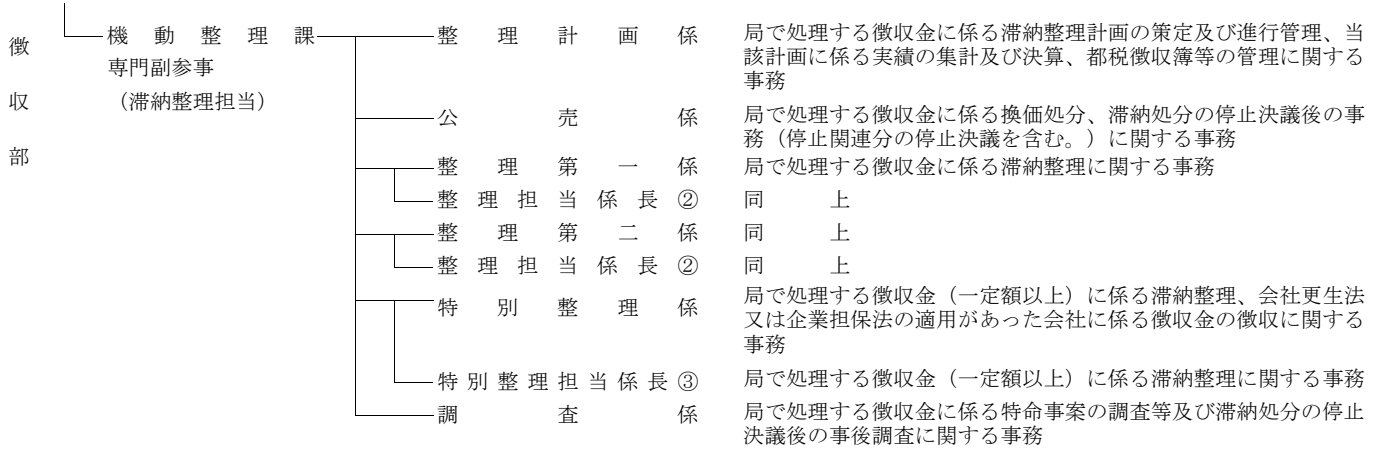 徴収部
機動整理課
専門副参事
（滞納整理担当）
整理計画係
局で処理する徴収金に係る滞納整理計画の策定及び進行管理、当
該計画に係る実績の集計及び決算、都税徴収簿等の管理に関する
事務
公売係
局で処理する徴収金に係る換価処分、滞納処分の停止決議後の事
務（停止関連分の停止決議を含む。）に関する事務
整理第一係
局で処理する徴収金に係る滞納整理に関する事務
整理担当係長②
同上
整理第二係
同上
整理担当係長②
同上
特別整理係
局で処理する徴収金（一定額以上）に係る滞納整理、会社更生法
又は企業担保法の適用があった会社に係る徴収金の徴収に関する
事務
特別整理担当係長③
局で処理する徴収金（一定額以上）に係る滞納整理に関する事務
調査係
局で処理する徴収金に係る特命事案の調査等及び滞納処分の停止
決議後の事後調査に関する事務